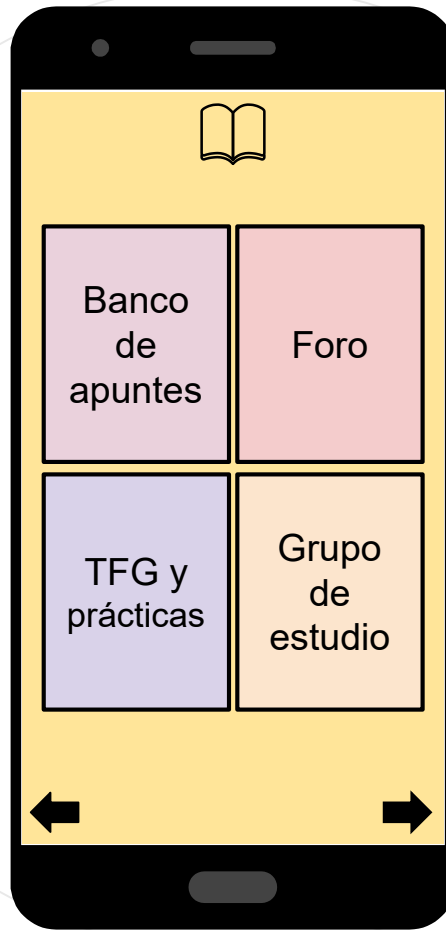 Banco
de
apuntes
Foro
TFG y
prácticas
Grupo
de
estudio